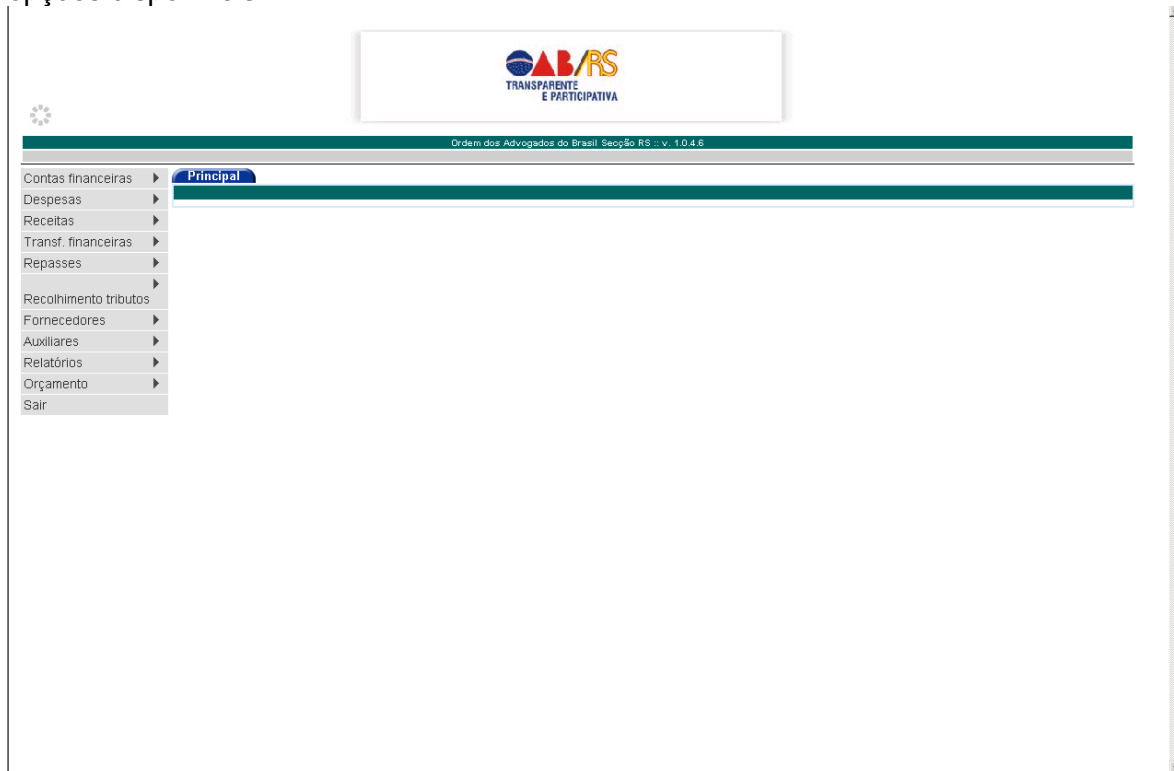 OAB/RS
TRANSPARENTE
E PARTICIPATIVA
Ordem dos Advogados do Brasil Secção RS :: v. 1.0.4.6
Principal
Contas financeiras
Despesas
Receitas
Transf. financeiras
Repasses
Recolhimento tributos
Fornecedores
Auxiliares
Relatórios
Orçamento
Sair